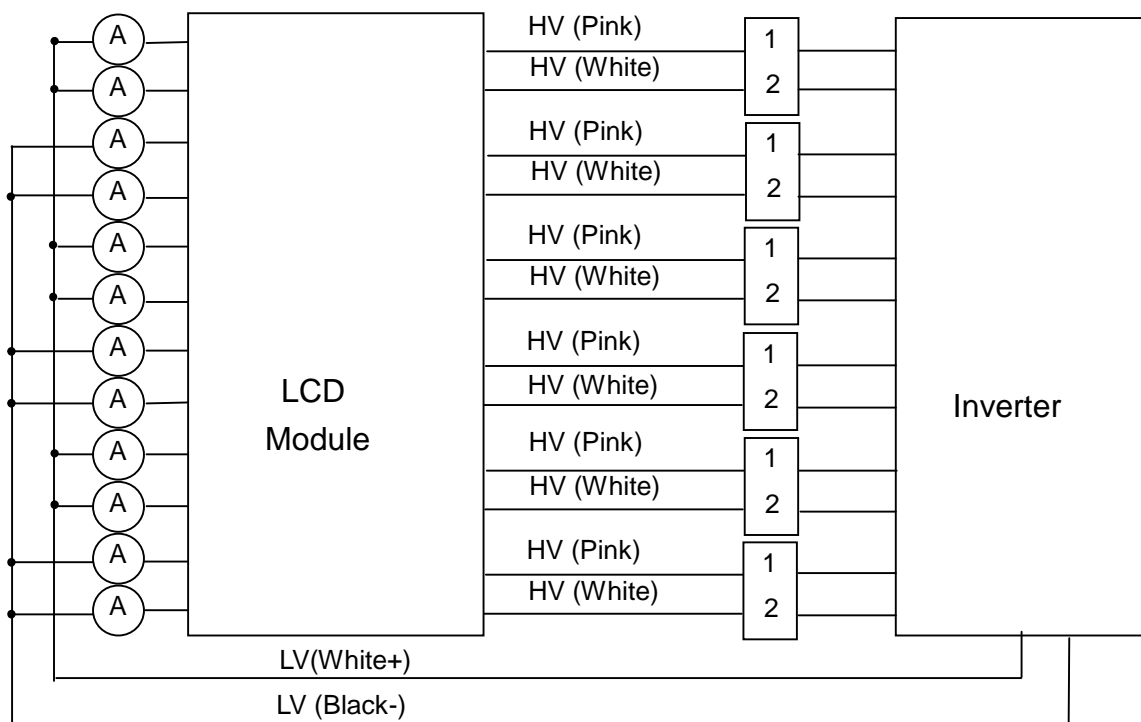 A
A
A
A
A
A
A
A
A
A
A
A
LCD
Module
HV (Pink)
HV (White)
HV (Pink)
HV (White)
HV (Pink)
HV (White)
HV (Pink)
HV (White)
HV (Pink)
HV (White)
HV (Pink)
HV (White)
1
2
1
2
1
2
1
2
1
2
1
2
Inverter
LV(White+)
LV (Black-)